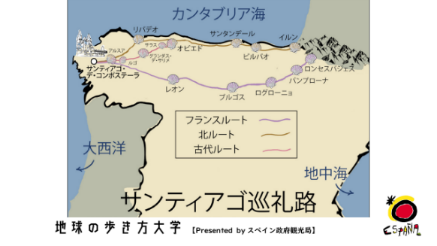 カンタブリア海
リバデオ
サンタンデール
イルン
オビエド
ビルバオ
サンティアゴ・
デ・コンポステーラ
ロンセスバジェス
パンプローナ
レオン
ブルゴス
ログローニョ
フランスルート
北ルート
古代ルート
大西洋
地中海
サンティアゴ巡礼路
地球の歩き方大学
【Presented by スペイン政府観光局】
ESPAÑA